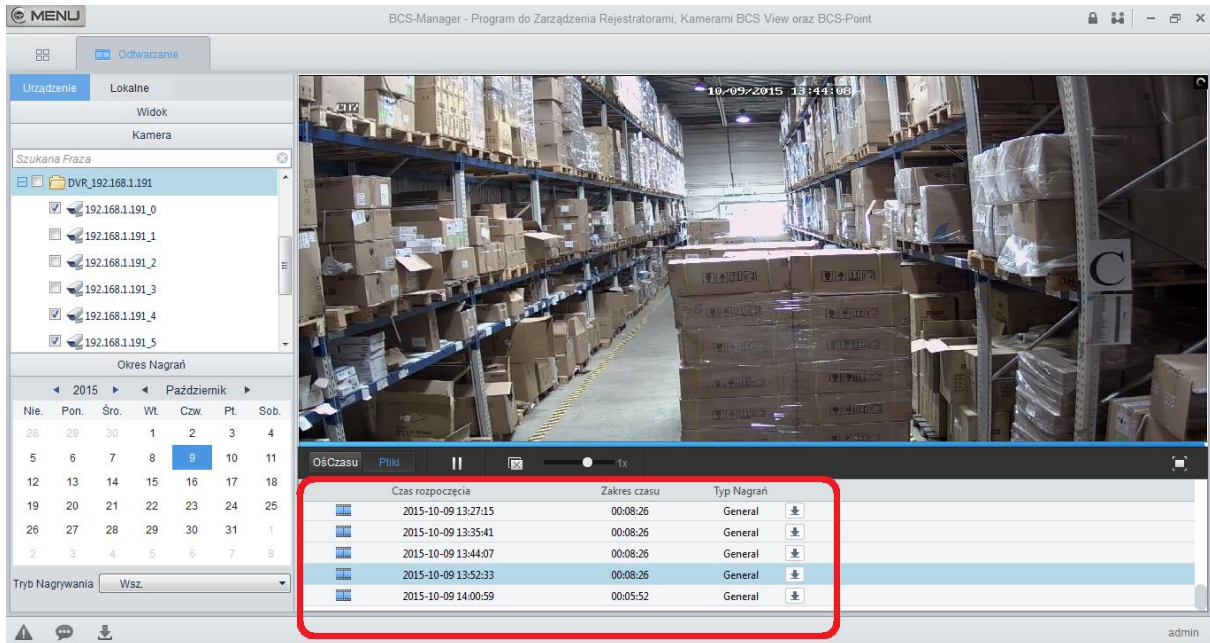 MENU
BCS-Manager - Program do Zarządzenia Rejestratorami, Kamerami BCS View oraz BCS-Point
Odtwarzanie
Urządzenie Lokalne
Widok
Kamera
Szukana Fraza
DVR_192.168.1.191
192.168.1.191_0
192.168.1.191_1
192.168.1.191_2
192.168.1.191_3
192.168.1.191_4
192.168.1.191_5
Okres Nagrań
2015 Październik
Nie. Pon. Śro. Wt. Czw. Pt. Sob.
28 29 30 1 2 3 4
5 6 7 8 9 10 11
12 13 14 15 16 17 18
19 20 21 22 23 24 25
26 27 28 29 30 31 1
2 3 4 5 6 7 8
Tryb Nagrywania Wsz.
10/09/2015 13:44:08
C
OśCzasu Pliki 1x
Czas rozpoczęcia Zakres czasu Typ Nagrań
2015-10-09 13:27:15 00:08:26 General
2015-10-09 13:35:41 00:08:26 General
2015-10-09 13:44:07 00:08:26 General
2015-10-09 13:52:33 00:08:26 General
2015-10-09 14:00:59 00:05:52 General
admin